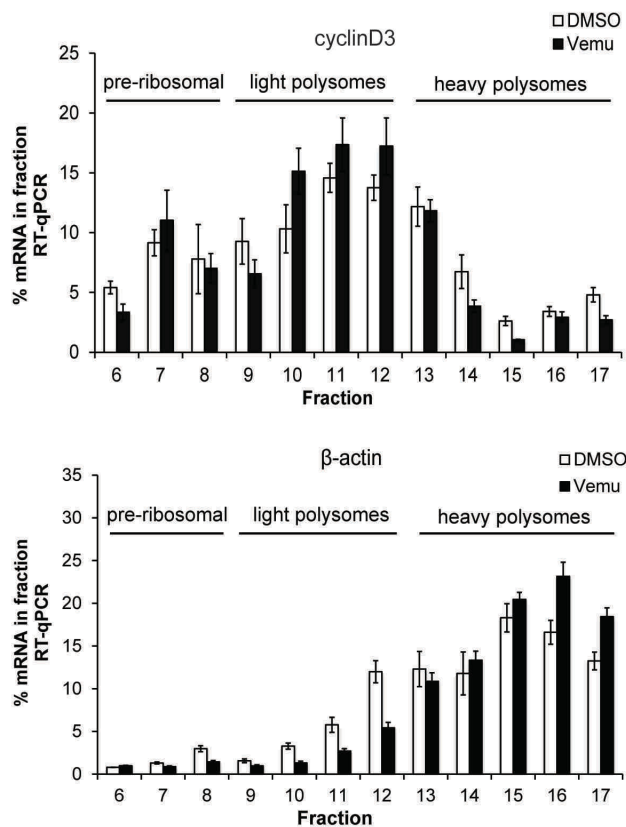 cyclinD3
DMSO
Vemu
pre-ribosomal light polysomes heavy polysomes
% mRNA in fraction
RT-qPCR
25
20
15
10
5
0
6 7 8 9 10 11 12 13 14 15 16 17
Fraction
β-actin
DMSO
Vemu
pre-ribosomal light polysomes heavy polysomes
% mRNA in fraction
RT-qPCR
35
30
25
20
15
10
5
0
6 7 8 9 10 11 12 13 14 15 16 17
Fraction